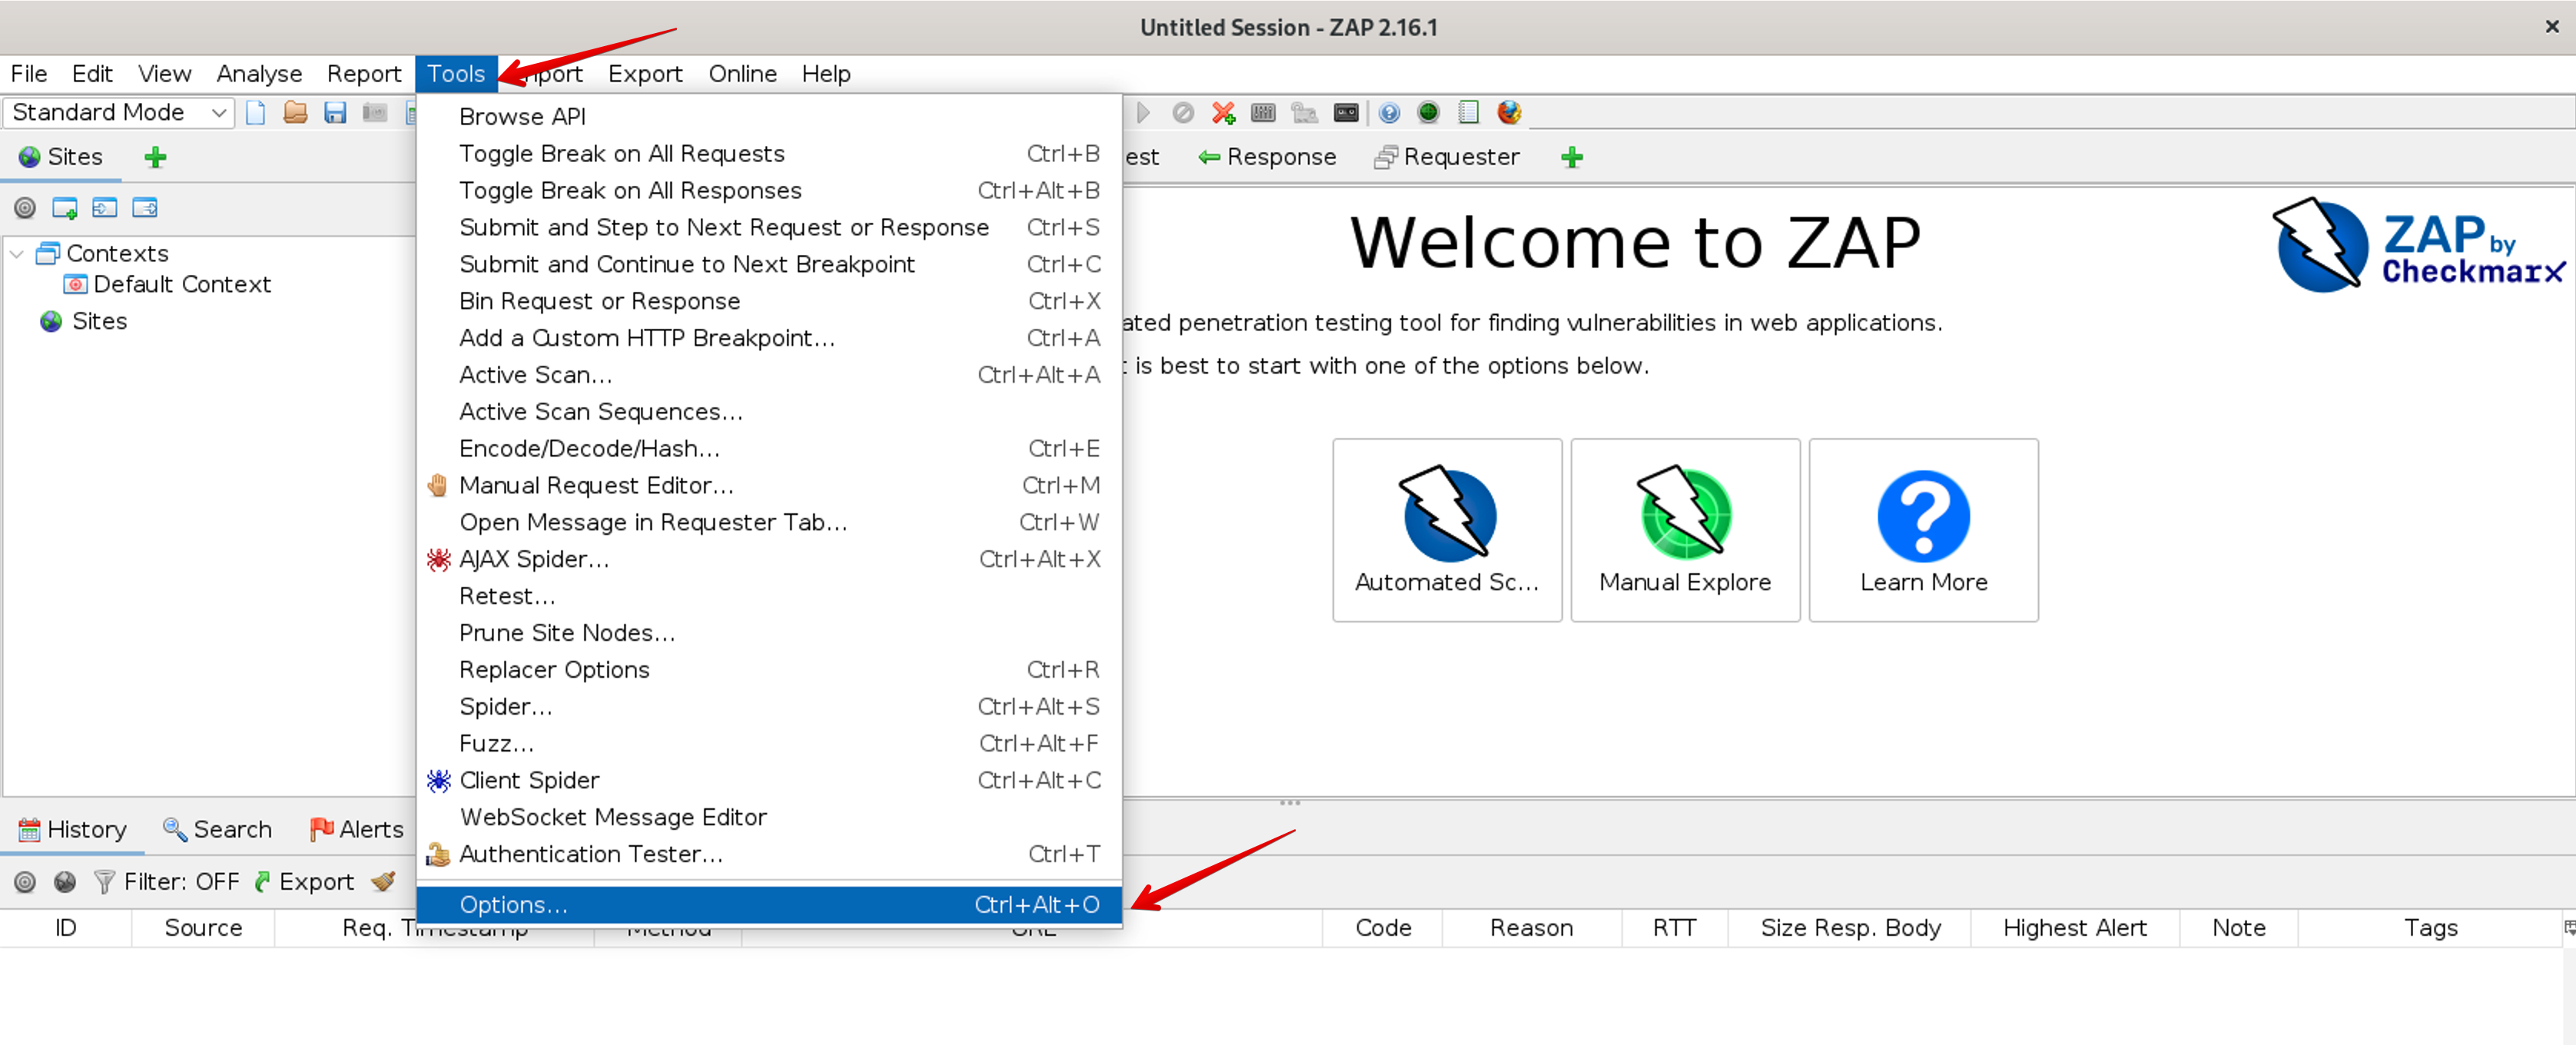 Untitled Session - ZAP 2.16.1
File Edit View Analyse Report Tools Export Online Help
Standard Mode
Browse API
Toggle Break on All Requests Ctrl+B
Toggle Break on All Responses Ctrl+Alt+B
Submit and Step to Next Request or Response Ctrl+S
Submit and Continue to Next Breakpoint Ctrl+C
Bin Request or Response Ctrl+X
Add a Custom HTTP Breakpoint... Ctrl+A
Active Scan... Ctrl+Alt+A
Active Scan Sequences...
Encode/Decode/Hash... Ctrl+E
Manual Request Editor... Ctrl+M
Open Message in Requester Tab... Ctrl+W
AJAX Spider... Ctrl+Alt+X
Retest...
Prune Site Nodes...
Replacer Options Ctrl+R
Spider... Ctrl+Alt+S
Fuzz... Ctrl+Alt+F
Client Spider Ctrl+Alt+C
WebSocket Message Editor
Authentication Tester... Ctrl+T
Options... Ctrl+Alt+O
Sites
Contexts
Default Context
Sites
est Response Requester
Welcome to ZAP
ZAP by
Checkmarx
ated penetration testing tool for finding vulnerabilities in web applications.
is best to start with one of the options below.
Automated Sc... Manual Explore Learn More
History Search Alerts
Filter: OFF Export
ID Source Req. Timestamp Method URL Code Reason RTT Size Resp. Body Highest Alert Note Tags